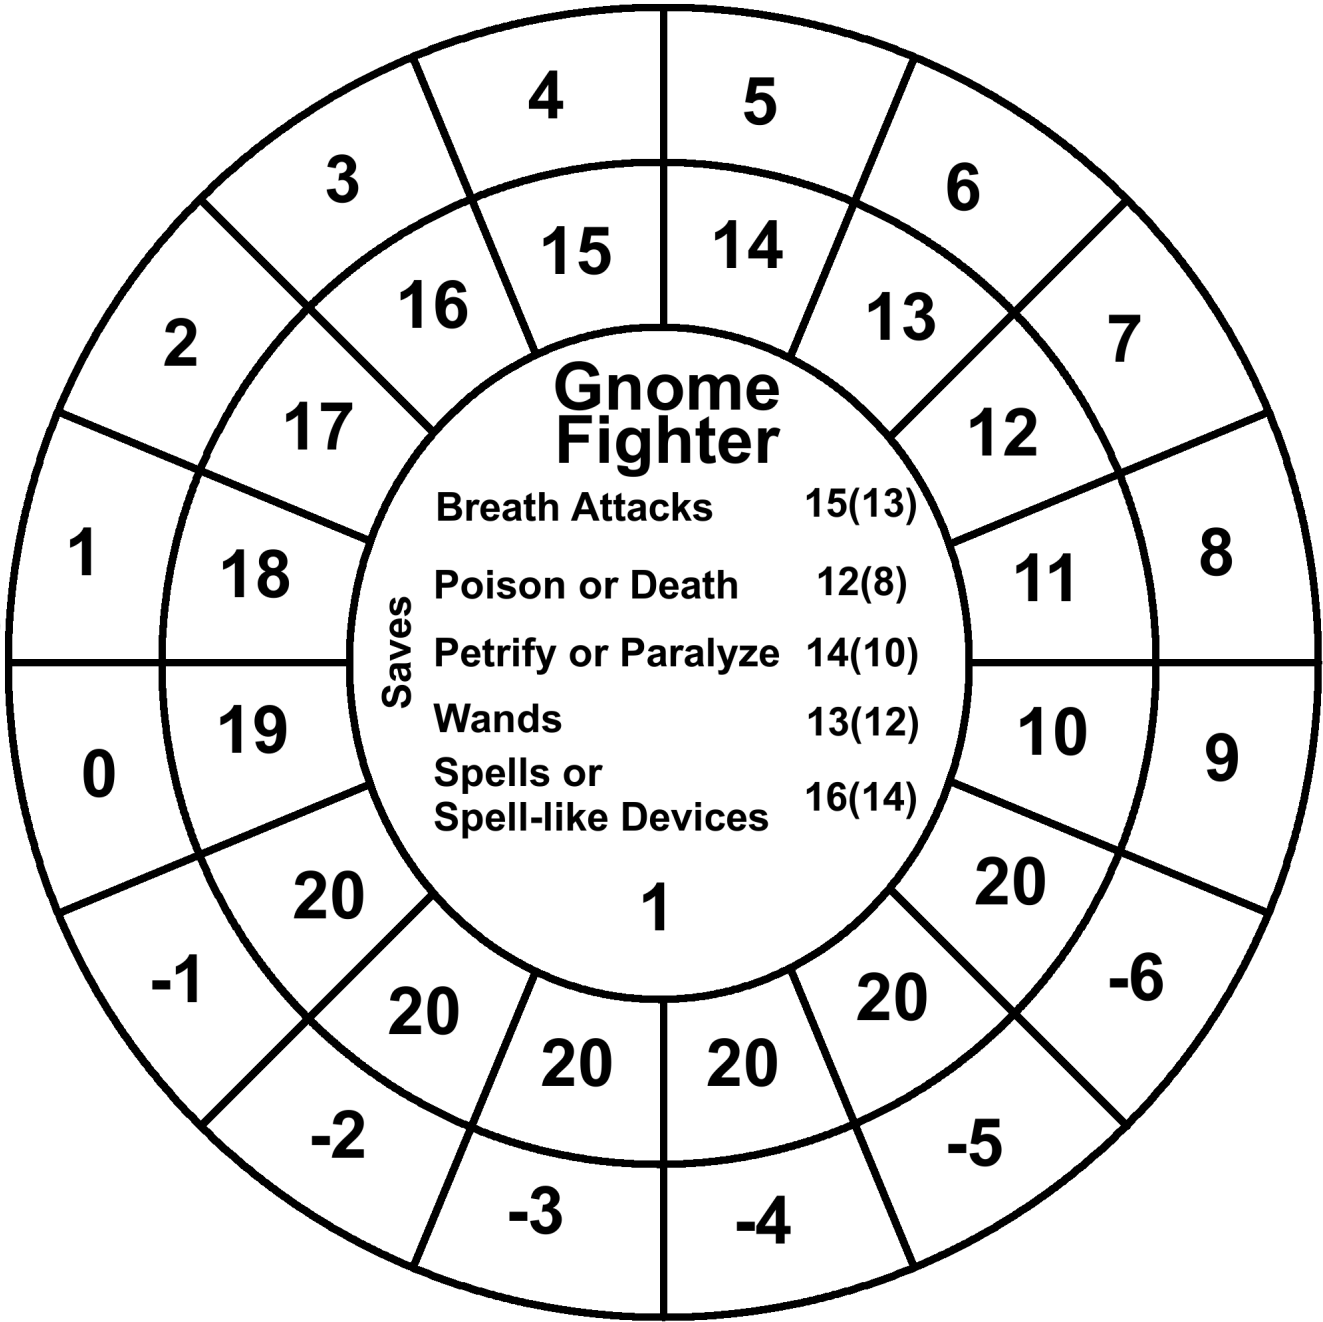 4 5
3 6
15 14
16 13
2 7
17 12
Gnome
Fighter
Breath Attacks 15(13)
1 18 11 8
Poison or Death 12(8)
Saves
Petrify or Paralyze 14(10)
Wands 13(12)
0 19 10 9
Spells or
Spell-like Devices 16(14)
20 20
1
-1 -6
20 20
20 20
-2 -5
-3 -4